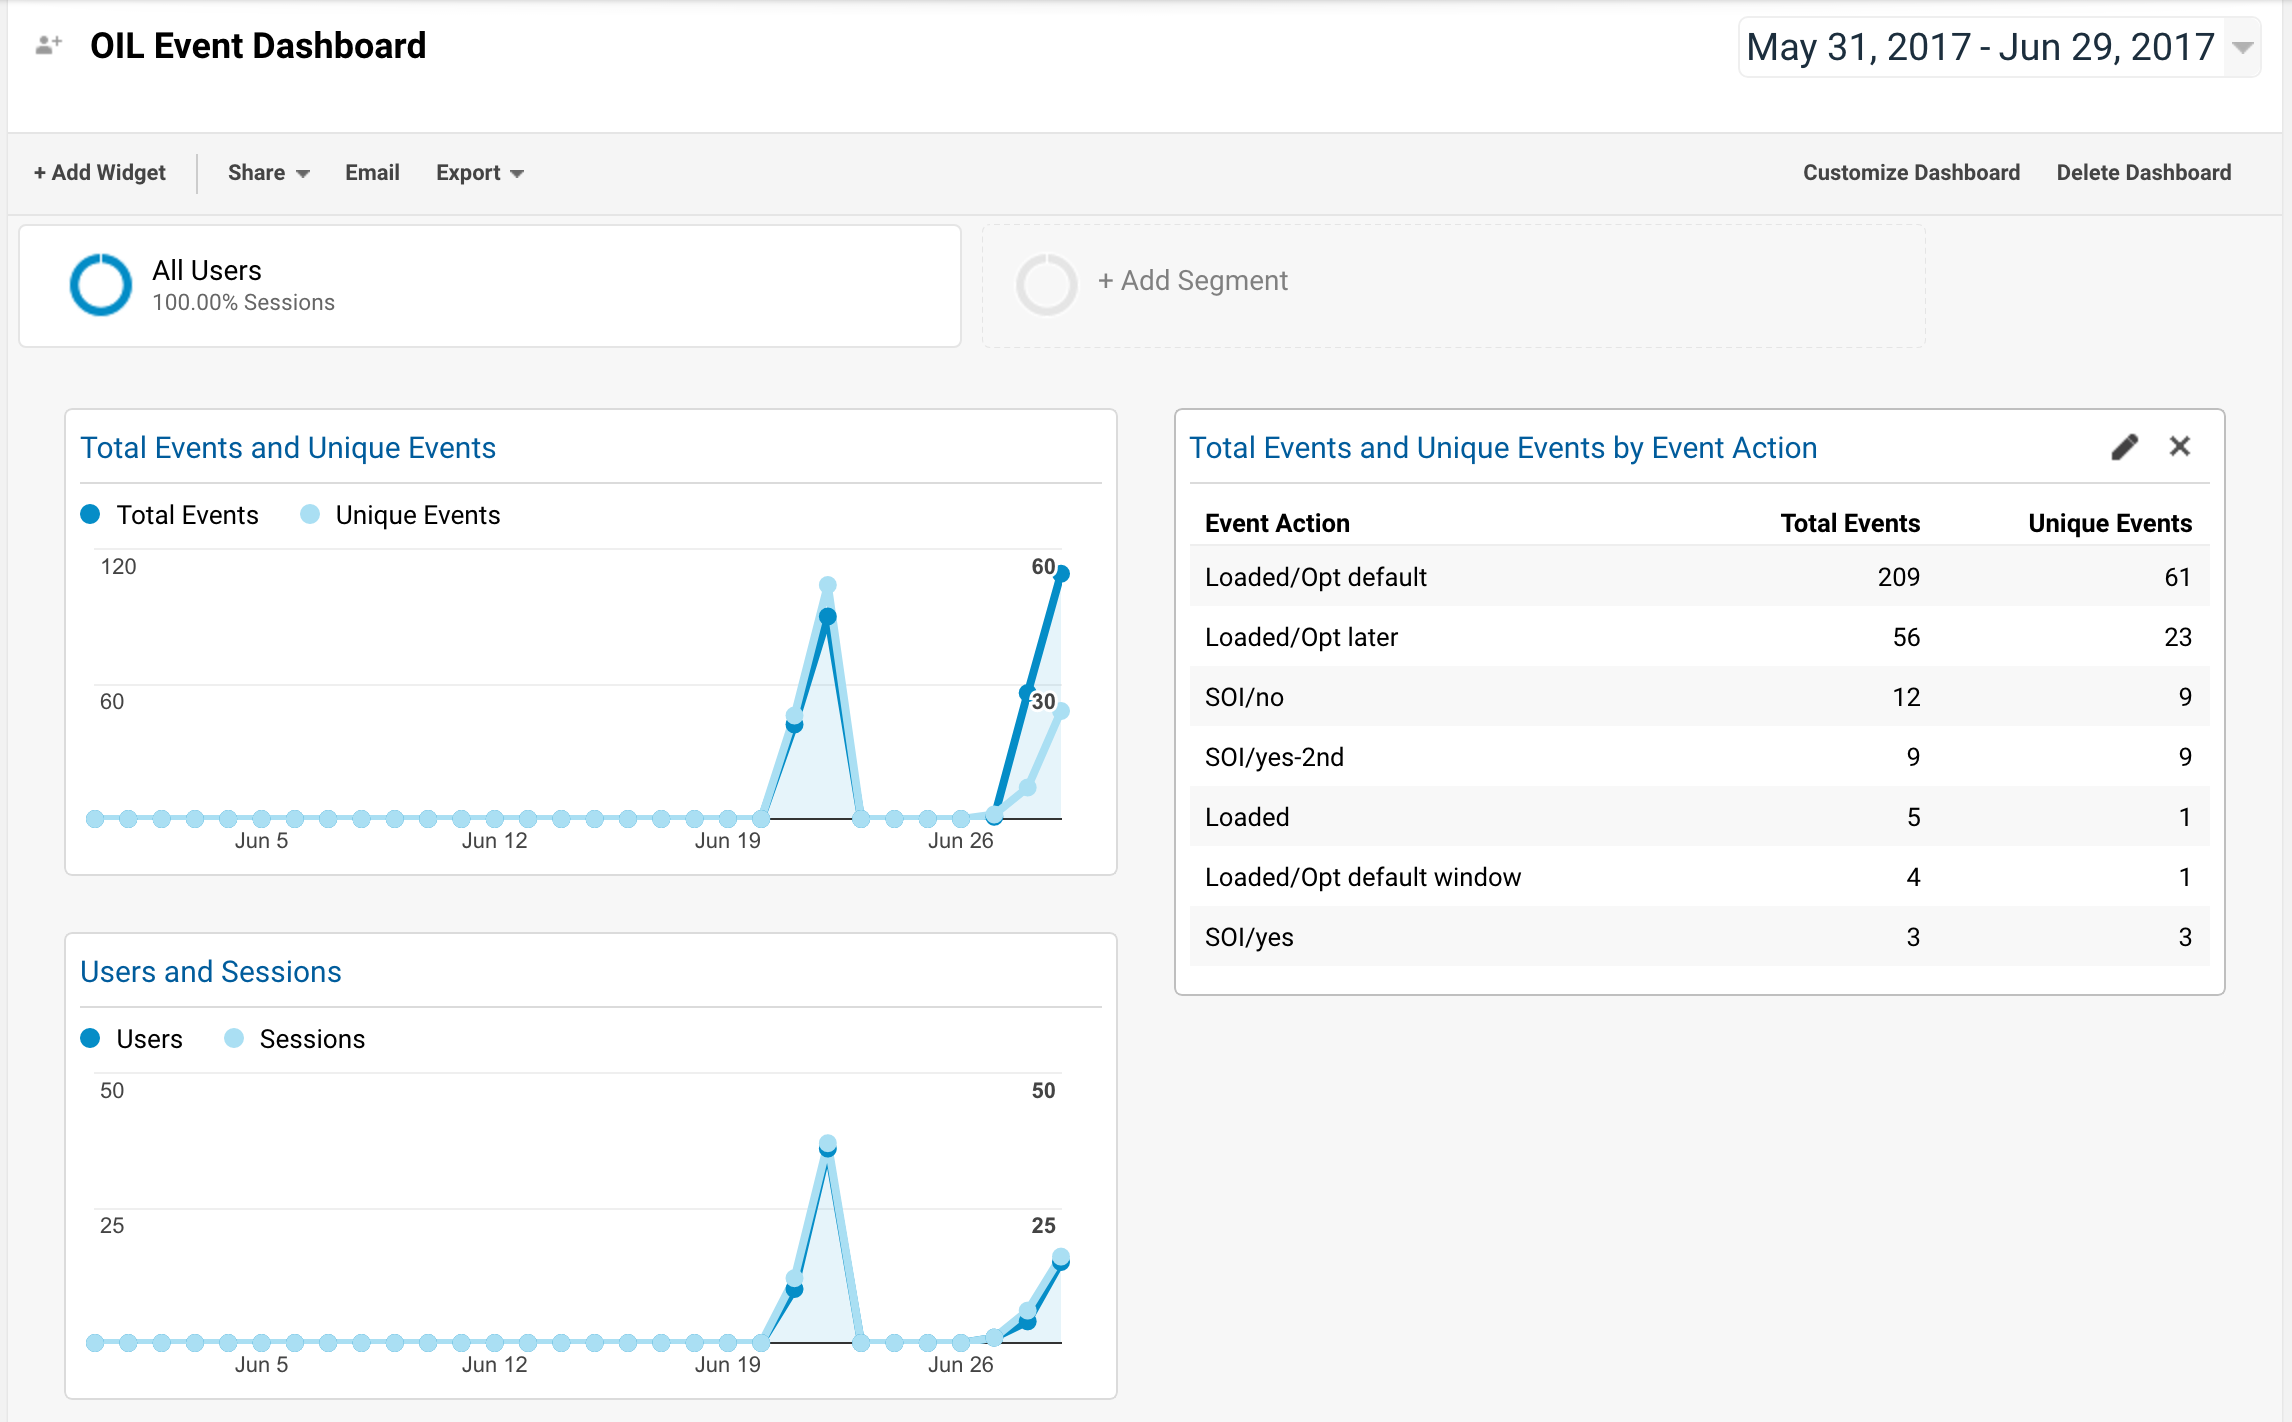 OIL Event Dashboard
May 31, 2017 - Jun 29, 2017
+ Add Widget Share Email Export Customize Dashboard Delete Dashboard
All Users
100.00% Sessions
+ Add Segment
Total Events and Unique Events
Total Events Unique Events
120 60
60 30
Jun 5 Jun 12 Jun 19 Jun 26
Total Events and Unique Events by Event Action
Event Action Total Events Unique Events
Loaded/Opt default 209 61
Loaded/Opt later 56 23
SOI/no 12 9
SOI/yes-2nd 9 9
Loaded 5 1
Loaded/Opt default window 4 1
SOI/yes 3 3
Users and Sessions
Users Sessions
50 50
25 25
Jun 5 Jun 12 Jun 19 Jun 26